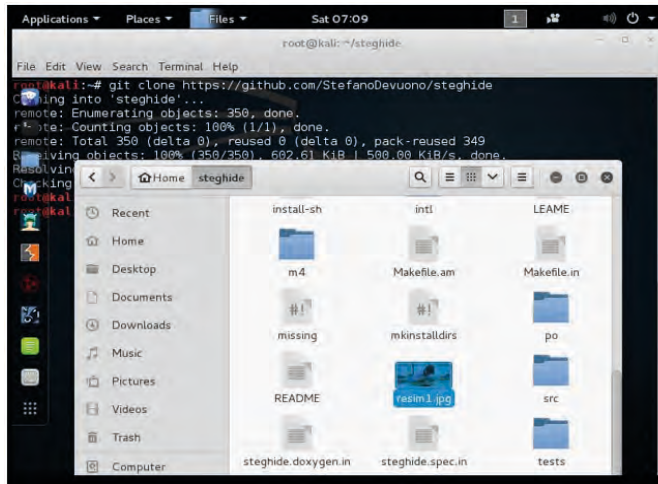 Applications Places Files Sat 07:09 1
root@kali: ~/steghide
File Edit View Search Terminal Help
root@kali:~# git clone https://github.com/StefanoDevuono/steghide
Cloning into 'steghide'...
remote: Enumerating objects: 350, done.
remote: Counting objects: 100% (1/1), done.
remote: Total 350 (delta 0), reused 0 (delta 0), pack-reused 349
Receiving objects: 100% (350/350), 602.61 KiB | 500.00 KiB/s, done.
Resolvin
Checking
root@kal
root@kal
Home steghide
Recent
Home
Desktop
Documents
Downloads
Music
Pictures
Videos
Trash
Computer
install-sh intl LEAME
m4 Makefile.am Makefile.in
missing mkinstalldirs po
README resim1.jpg src
steghide.doxygen.in steghide.spec.in tests